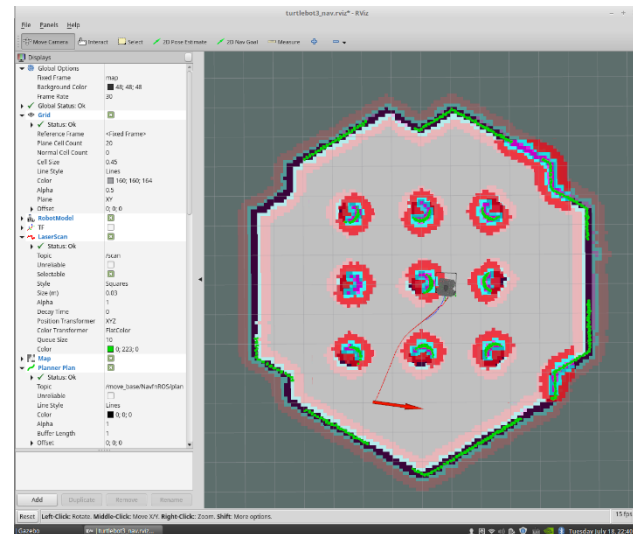 turtlebot3_nav.rviz* - RViz
File Panels Help
Move Camera Interact Select 2D Pose Estimate 2D Nav Goal Measure
Displays
Global Options
Fixed Frame map
Background Color 48; 48; 48
Frame Rate 30
Global Status: Ok
Grid
Status: Ok
Reference Frame <Fixed Frame>
Plane Cell Count 20
Normal Cell Count 0
Cell Size 0.45
Line Style Lines
Color 160; 160; 164
Alpha 0.5
Plane XY
Offset 0; 0; 0
RobotModel
TF
LaserScan
Status: Ok
Topic /scan
Unreliable
Selectable
Style Squares
Size (m) 0.03
Alpha 1
Decay Time 0
Position Transformer XYZ
Color Transformer FlatColor
Queue Size 10
Color 0; 223; 0
Map
Planner Plan
Status: Ok
Topic /move_base/NavfnROS/plan
Unreliable
Line Style Lines
Color 0; 0; 0
Alpha 1
Buffer Length 1
Offset 0; 0; 0
Add Duplicate Remove Rename
Reset Left-Click: Rotate. Middle-Click: Move X/Y. Right-Click: Zoom. Shift: More options. 15 fps
Gazebo turtlebot3_nav.rviz... Tuesday July 18, 22:40